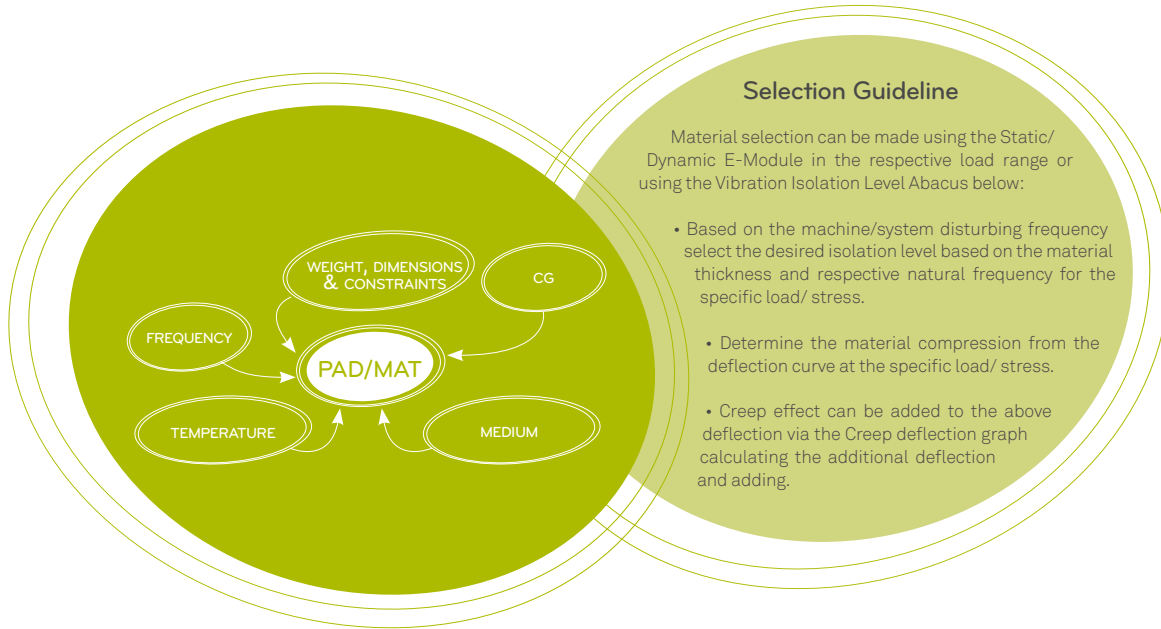 WEIGHT, DIMENSIONS
& CONSTRAINTS
CG
FREQUENCY
PAD/MAT
TEMPERATURE
MEDIUM
Selection Guideline
Material selection can be made using the Static/
Dynamic E-Module in the respective load range or
using the Vibration Isolation Level Abacus below:
• Based on the machine/system disturbing frequency
select the desired isolation level based on the material
thickness and respective natural frequency for the
specific load/ stress.
• Determine the material compression from the
deflection curve at the specific load/ stress.
• Creep effect can be added to the above
deflection via the Creep deflection graph
calculating the additional deflection
and adding.